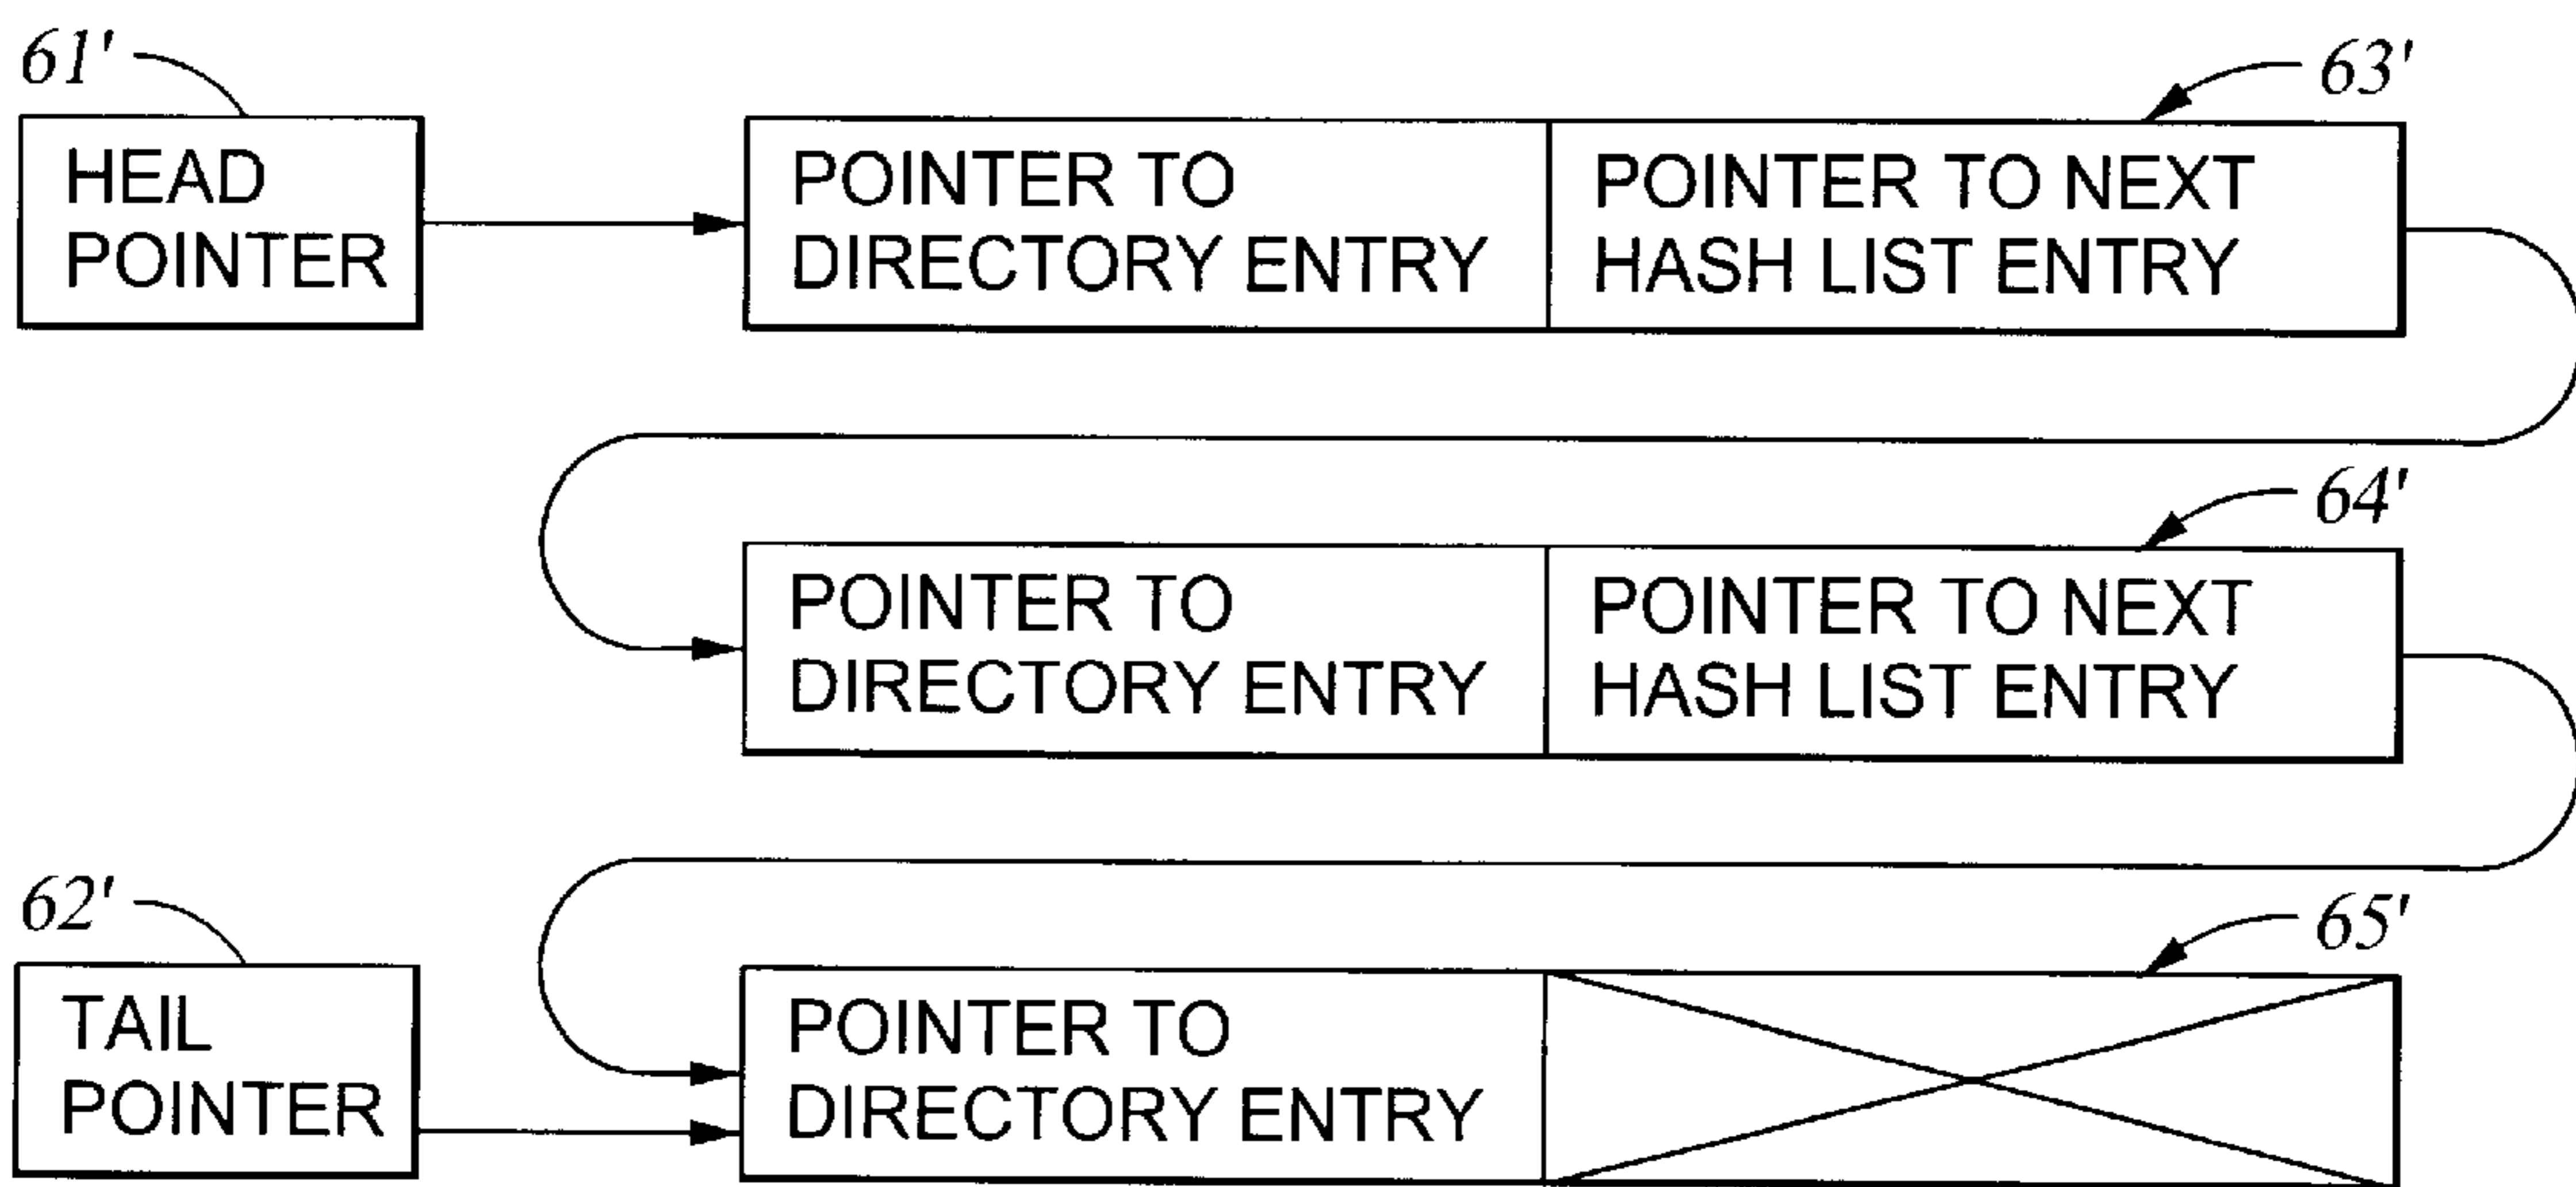 61'
63'
HEAD
POINTER
POINTER TO
DIRECTORY ENTRY
POINTER TO NEXT
HASH LIST ENTRY
64'
POINTER TO
DIRECTORY ENTRY
POINTER TO NEXT
HASH LIST ENTRY
62'
65'
TAIL
POINTER
POINTER TO
DIRECTORY ENTRY